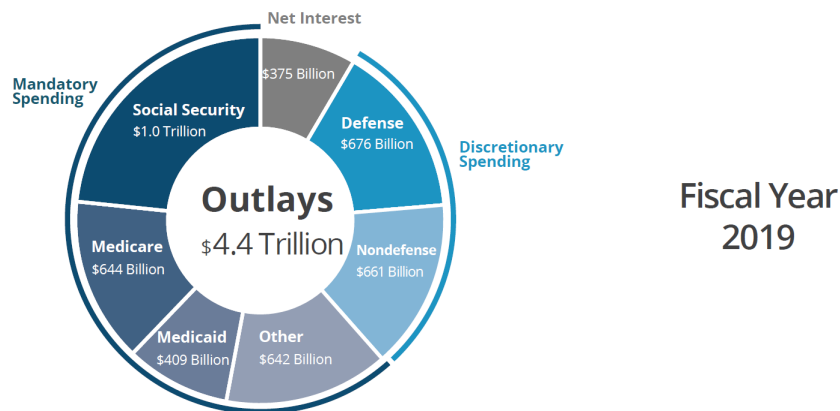 Net Interest
$375 Billion
Mandatory
Spending
Social Security
$1.0 Trillion
Defense
$676 Billion
Discretionary
Spending
Outlays
$4.4 Trillion
Fiscal Year
2019
Medicare
$644 Billion
Nondefense
$661 Billion
Medicaid
$409 Billion
Other
$642 Billion